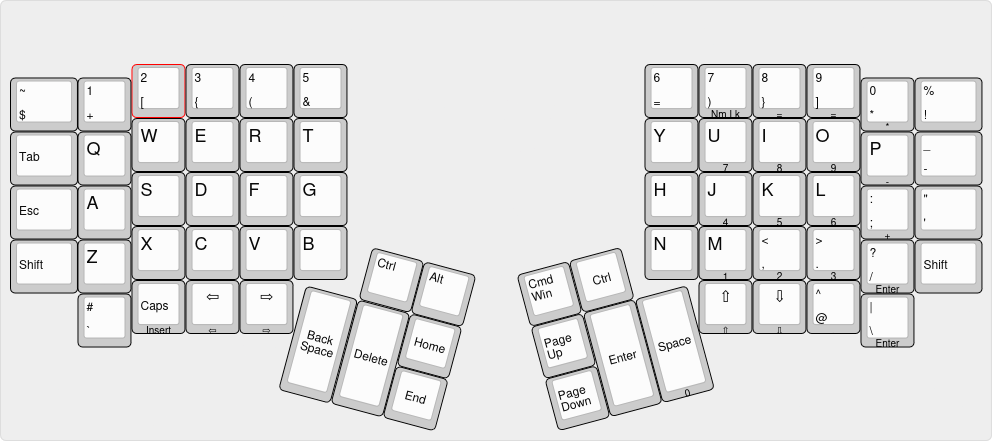 ~
$
1
+
2
[
3
{
4
(
5
&
Tab
Q
W
E
R
T
Esc
A
S
D
F
G
Shift
Z
X
C
V
B
#
`
Caps
Insert
⇦
⇦
⇨
⇨
Ctrl
Alt
Back
Space
Delete
Home
End
6
=
7
)
Nm Lk
8
}
=
9
]
=
0
*
*
%
!
Y
U
7
I
8
O
9
P
-
_
-
H
J
4
K
5
L
6
:
;
+
"
'
N
M
1
<
,
2
>
.
3
?
/
Enter
Shift
⇧
⇧
⇩
⇩
^
@
|
\
Enter
Cmd
Win
Ctrl
Page
Up
Enter
Space
0
Page
Down